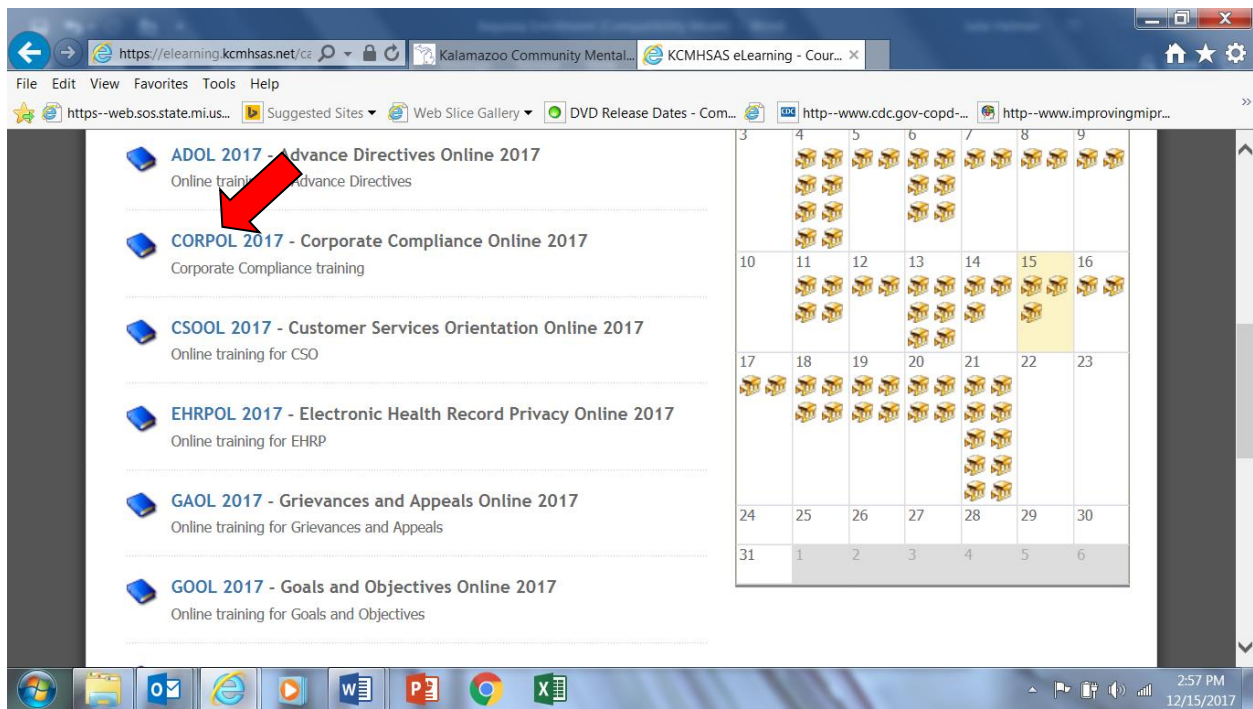 https://elearning.kcmhsas.net/ca
Kalamazoo Community Mental...
KCMHSAS eLearning - Cour...
File Edit View Favorites Tools Help
https--web.sos.state.mi.us... Suggested Sites Web Slice Gallery DVD Release Dates - Com... http--www.cdc.gov-copd-... http--www.improvingmipr...
ADOL 2017 - Advance Directives Online 2017
Online Advance Directives
CORPOL 2017 - Corporate Compliance Online 2017
Corporate Compliance training
CSOOL 2017 - Customer Services Orientation Online 2017
Online training for CSO
EHRPOL 2017 - Electronic Health Record Privacy Online 2017
Online training for EHRP
GAOL 2017 - Grievances and Appeals Online 2017
Online training for Grievances and Appeals
GOOL 2017 - Goals and Objectives Online 2017
Online training for Goals and Objectives
3 4 5 6 7 8 9
10 11 12 13 14 15 16
17 18 19 20 21 22 23
24 25 26 27 28 29 30
31 1 2 3 4 5 6
2:57 PM
12/15/2017